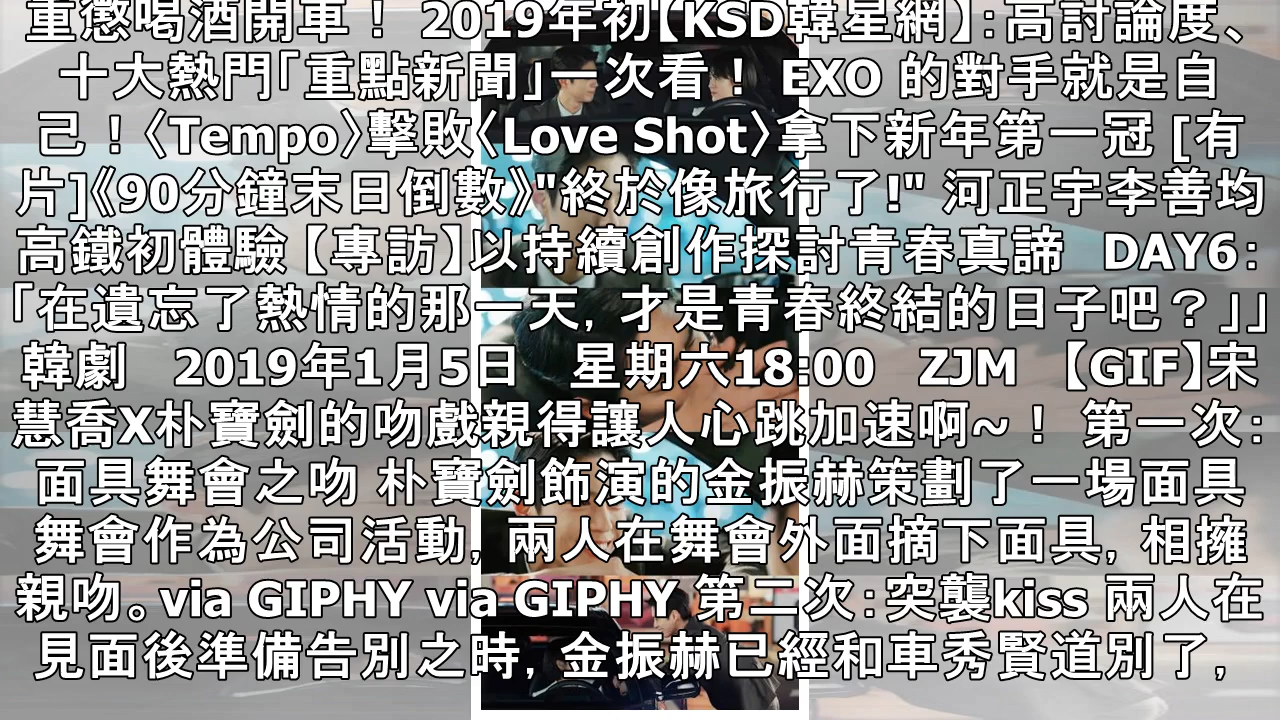 重懲喝酒開車！ 2019年初【KSD韓星網】:高討論度、
十大熱門「重點新聞」一次看！ EXO 的對手就是自
己！〈Tempo〉擊敗〈Love Shot〉拿下新年第一冠 [有
片]《90分鐘末日倒數》"終於像旅行了!" 河正宇李善均
高鐵初體驗 【專訪】以持續創作探討青春真諦 DAY6:
「在遺忘了熱情的那一天, 才是青春終結的日子吧？」」
韓劇 2019年1月5日 星期六18:00 ZJM 【GIF】宋
慧喬X朴寶劍的吻戲親得讓人心跳加速啊~！ 第一次:
面具舞會之吻 朴寶劍飾演的金振赫策劃了一場面具
舞會作為公司活動, 兩人在舞會外面摘下面具, 相擁
親吻。via GIPHY via GIPHY 第二次:突襲kiss 兩人在
見面後準備告別之時, 金振赫已經和車秀賢道別了,